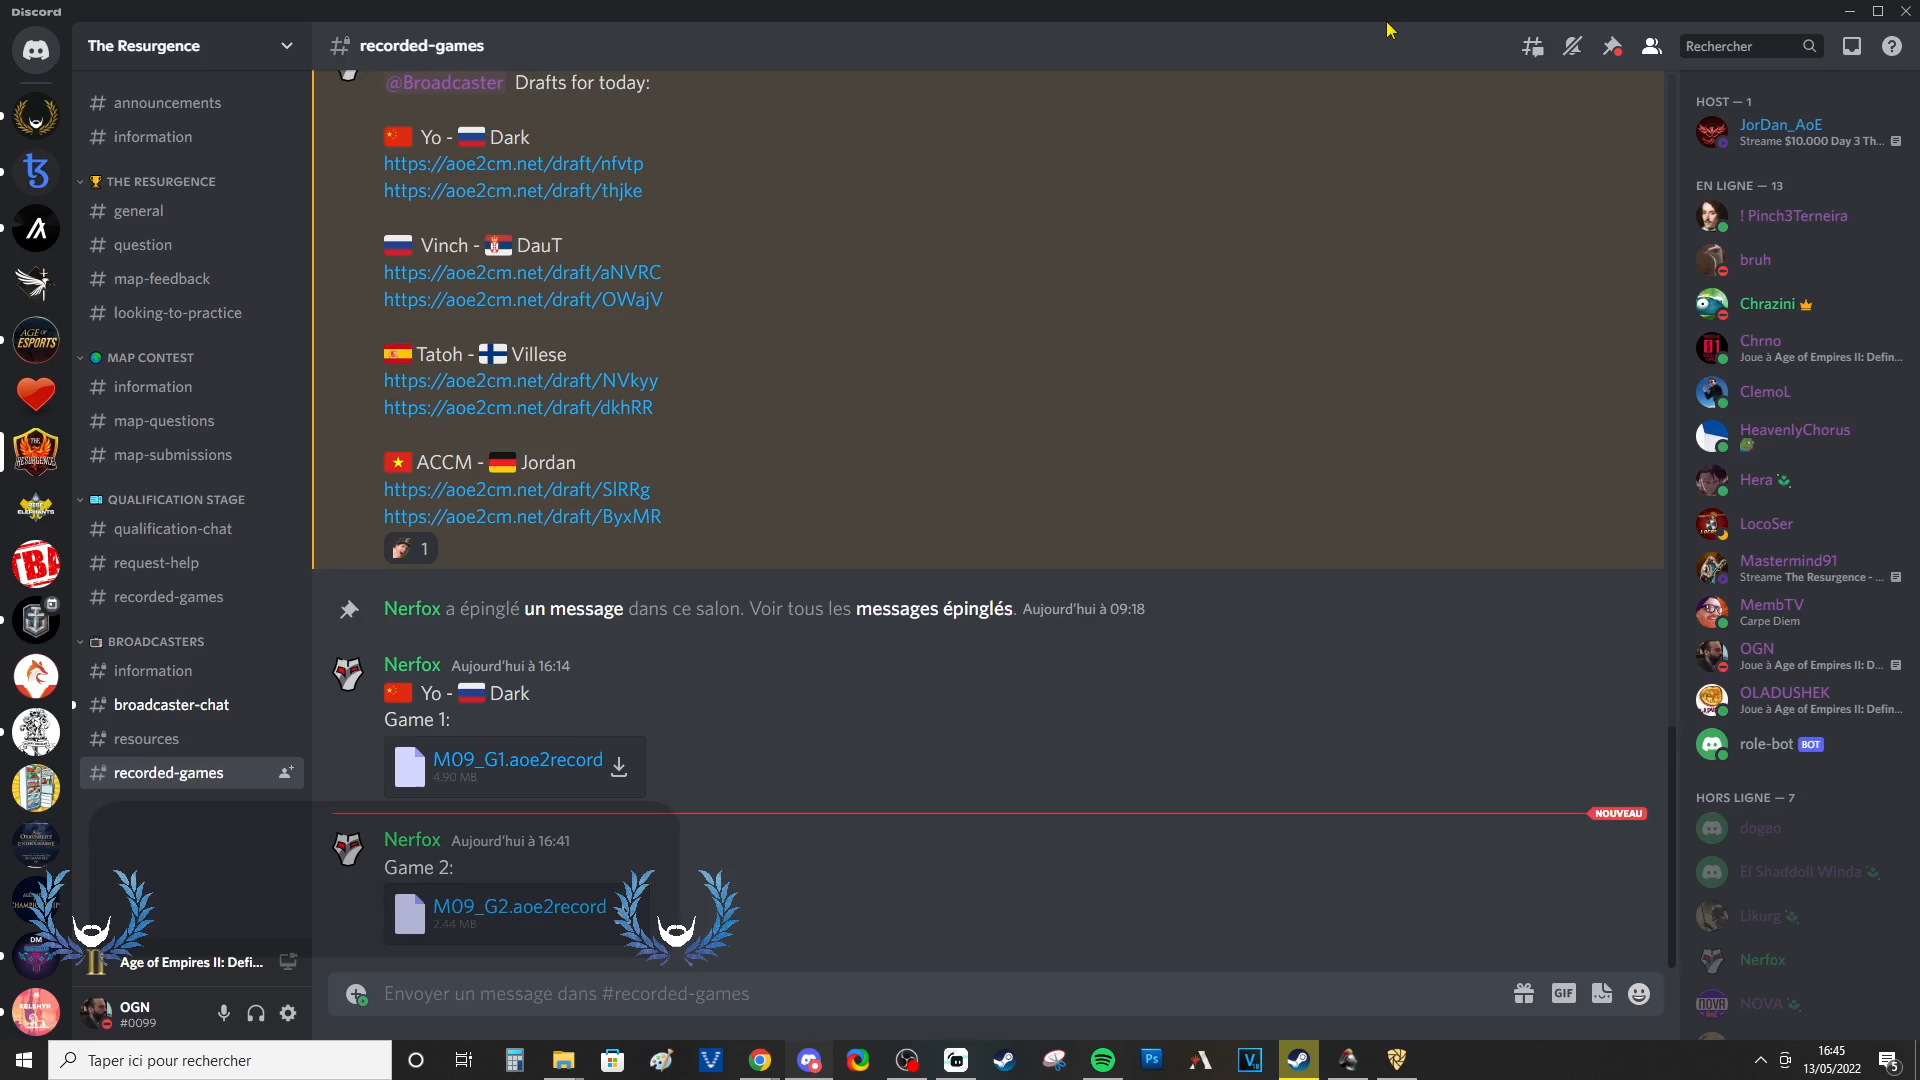 Discord
The Resurgence
recorded-games
Rechercher
announcements
information
THE RESURGENCE
general
question
map-feedback
looking-to-practice
MAP CONTEST
information
map-questions
map-submissions
QUALIFICATION STAGE
qualification-chat
request-help
recorded-games
BROADCASTERS
information
broadcaster-chat
resources
recorded-games
Age of Empires II: Defi...
OGN
#0099
@Broadcaster Drafts for today:
Yo - Dark
https://aoe2cm.net/draft/nfvtp
https://aoe2cm.net/draft/thjke
Vinch - DauT
https://aoe2cm.net/draft/aNVRC
https://aoe2cm.net/draft/OWajV
Tatoh - Villese
https://aoe2cm.net/draft/NVkyy
https://aoe2cm.net/draft/dkhRR
ACCM - Jordan
https://aoe2cm.net/draft/SlRRg
https://aoe2cm.net/draft/ByxMR
1
Nerfox a épinglé un message dans ce salon. Voir tous les messages épinglés. Aujourd'hui à 09:18
Nerfox Aujourd'hui à 16:14
Yo - Dark
Game 1:
M09_G1.aoe2record
4.90 MB
NOUVEAU
Nerfox Aujourd'hui à 16:41
Game 2:
M09_G2.aoe2record
2.44 MB
Envoyer un message dans #recorded-games
GIF
HOST — 1
JorDan_AoE
Streame $10.000 Day 3 Th...
EN LIGNE — 13
! Pinch3Terneira
bruh
Chrazini
Chrno
Joue à Age of Empires II: Defin...
ClemoL
HeavenlyChorus
Hera
LocoSer
Mastermind91
Streame The Resurgence - ...
MembTV
Carpe Diem
OGN
Joue à Age of Empires II: D...
OLADUSHEK
Joue à Age of Empires II: Defin...
role-bot BOT
HORS LIGNE — 7
dogao
El Shaddoll Winda
Likurg
Nerfox
NOVA
AGE OF
ESPORTS
THE
RESURGENCE
TBA
DM
Taper ici pour rechercher
Ps
16:45
13/05/2022
5